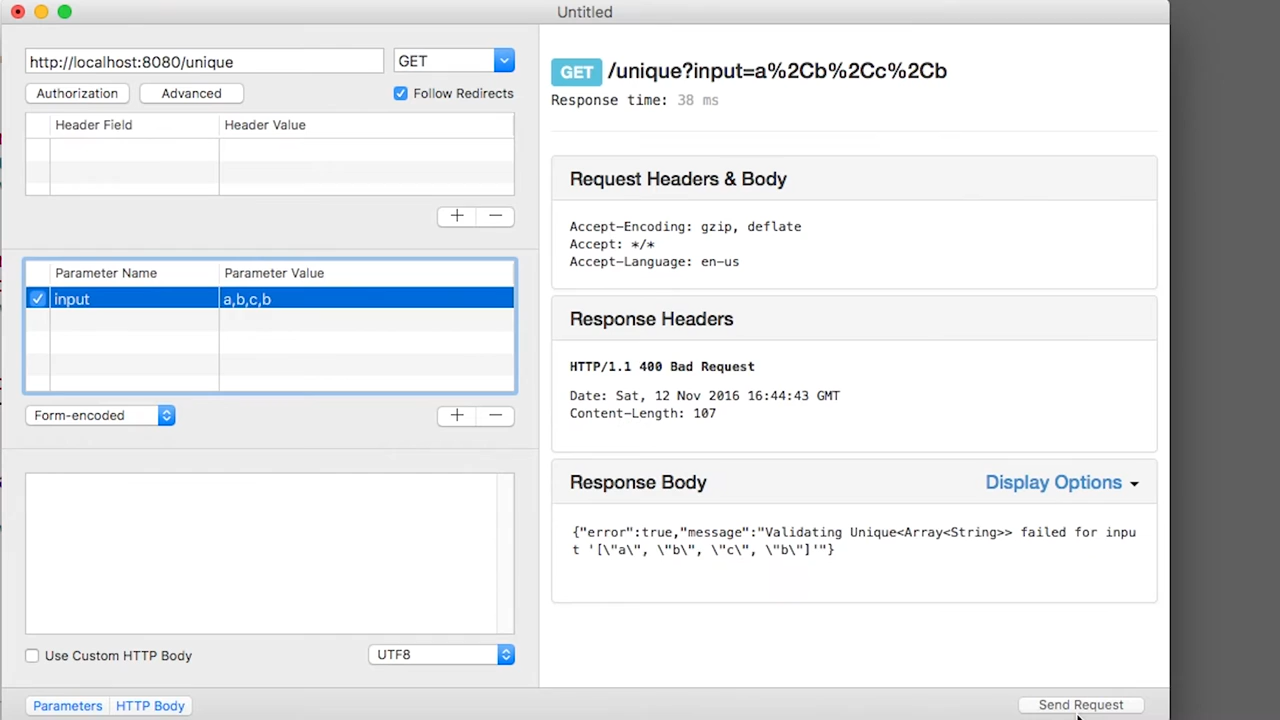 Untitled
http://localhost:8080/unique
GET
Authorization
Advanced
Follow Redirects
Header Field
Header Value
Parameter Name
Parameter Value
input
a,b,c,b
Form-encoded
Use Custom HTTP Body
UTF8
Parameters
HTTP Body
GET /unique?input=a%2Cb%2Cc%2Cb
Response time: 38 ms
Request Headers & Body
Accept-Encoding: gzip, deflate
Accept: */*
Accept-Language: en-us
Response Headers
HTTP/1.1 400 Bad Request
Date: Sat, 12 Nov 2016 16:44:43 GMT
Content-Length: 107
Response Body
Display Options
{"error":true,"message":"Validating Unique<Array<String>> failed for inpu
t '[\"a\", \"b\", \"c\", \"b\"]'"}
Send Request